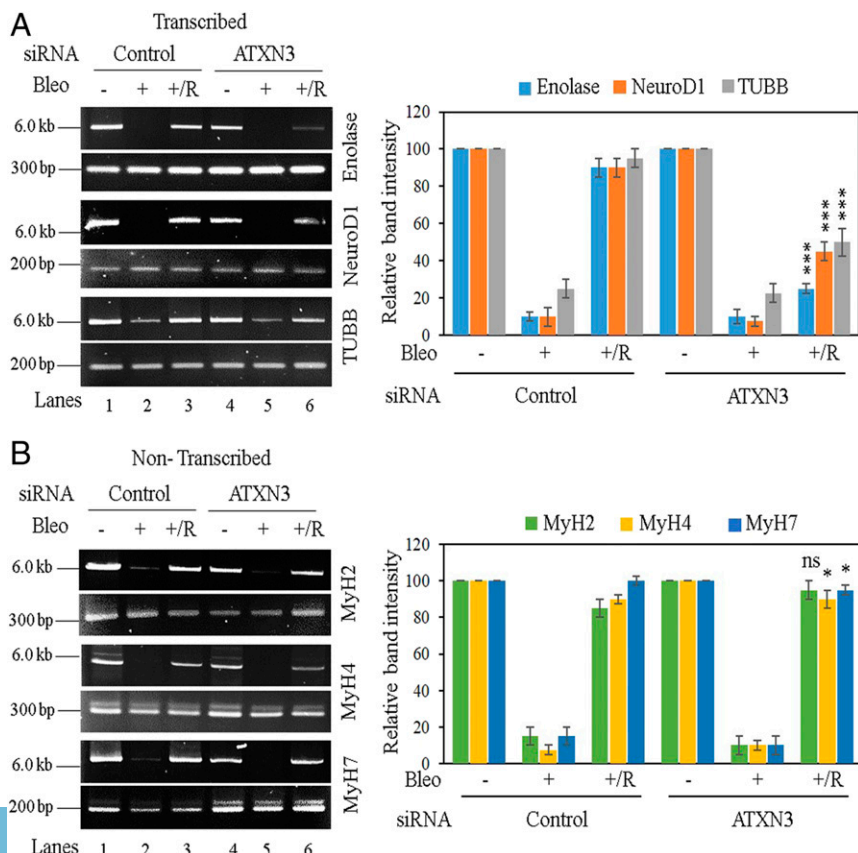 A
Transcribed
siRNA Control ATXN3
Bleo - + +/R - + +/R
6.0 kb
300 bp
Enolase
6.0 kb
200 bp
NeuroD1
6.0 kb
200 bp
TUBB
Lanes 1 2 3 4 5 6
Enolase NeuroD1 TUBB
Relative band intensity
120
100
80
60
40
20
0
*** *** ***
Bleo - + +/R - + +/R
siRNA Control ATXN3
B
Non- Transcribed
siRNA Control ATXN3
Bleo - + +/R - + +/R
6.0 kb
300 bp
MyH2
6.0 kb
300 bp
MyH4
6.0 kb
200 bp
MyH7
Lanes 1 2 3 4 5 6
MyH2 MyH4 MyH7
Relative band intensity
120
100
80
60
40
20
0
ns * *
Bleo - + +/R - + +/R
siRNA Control ATXN3